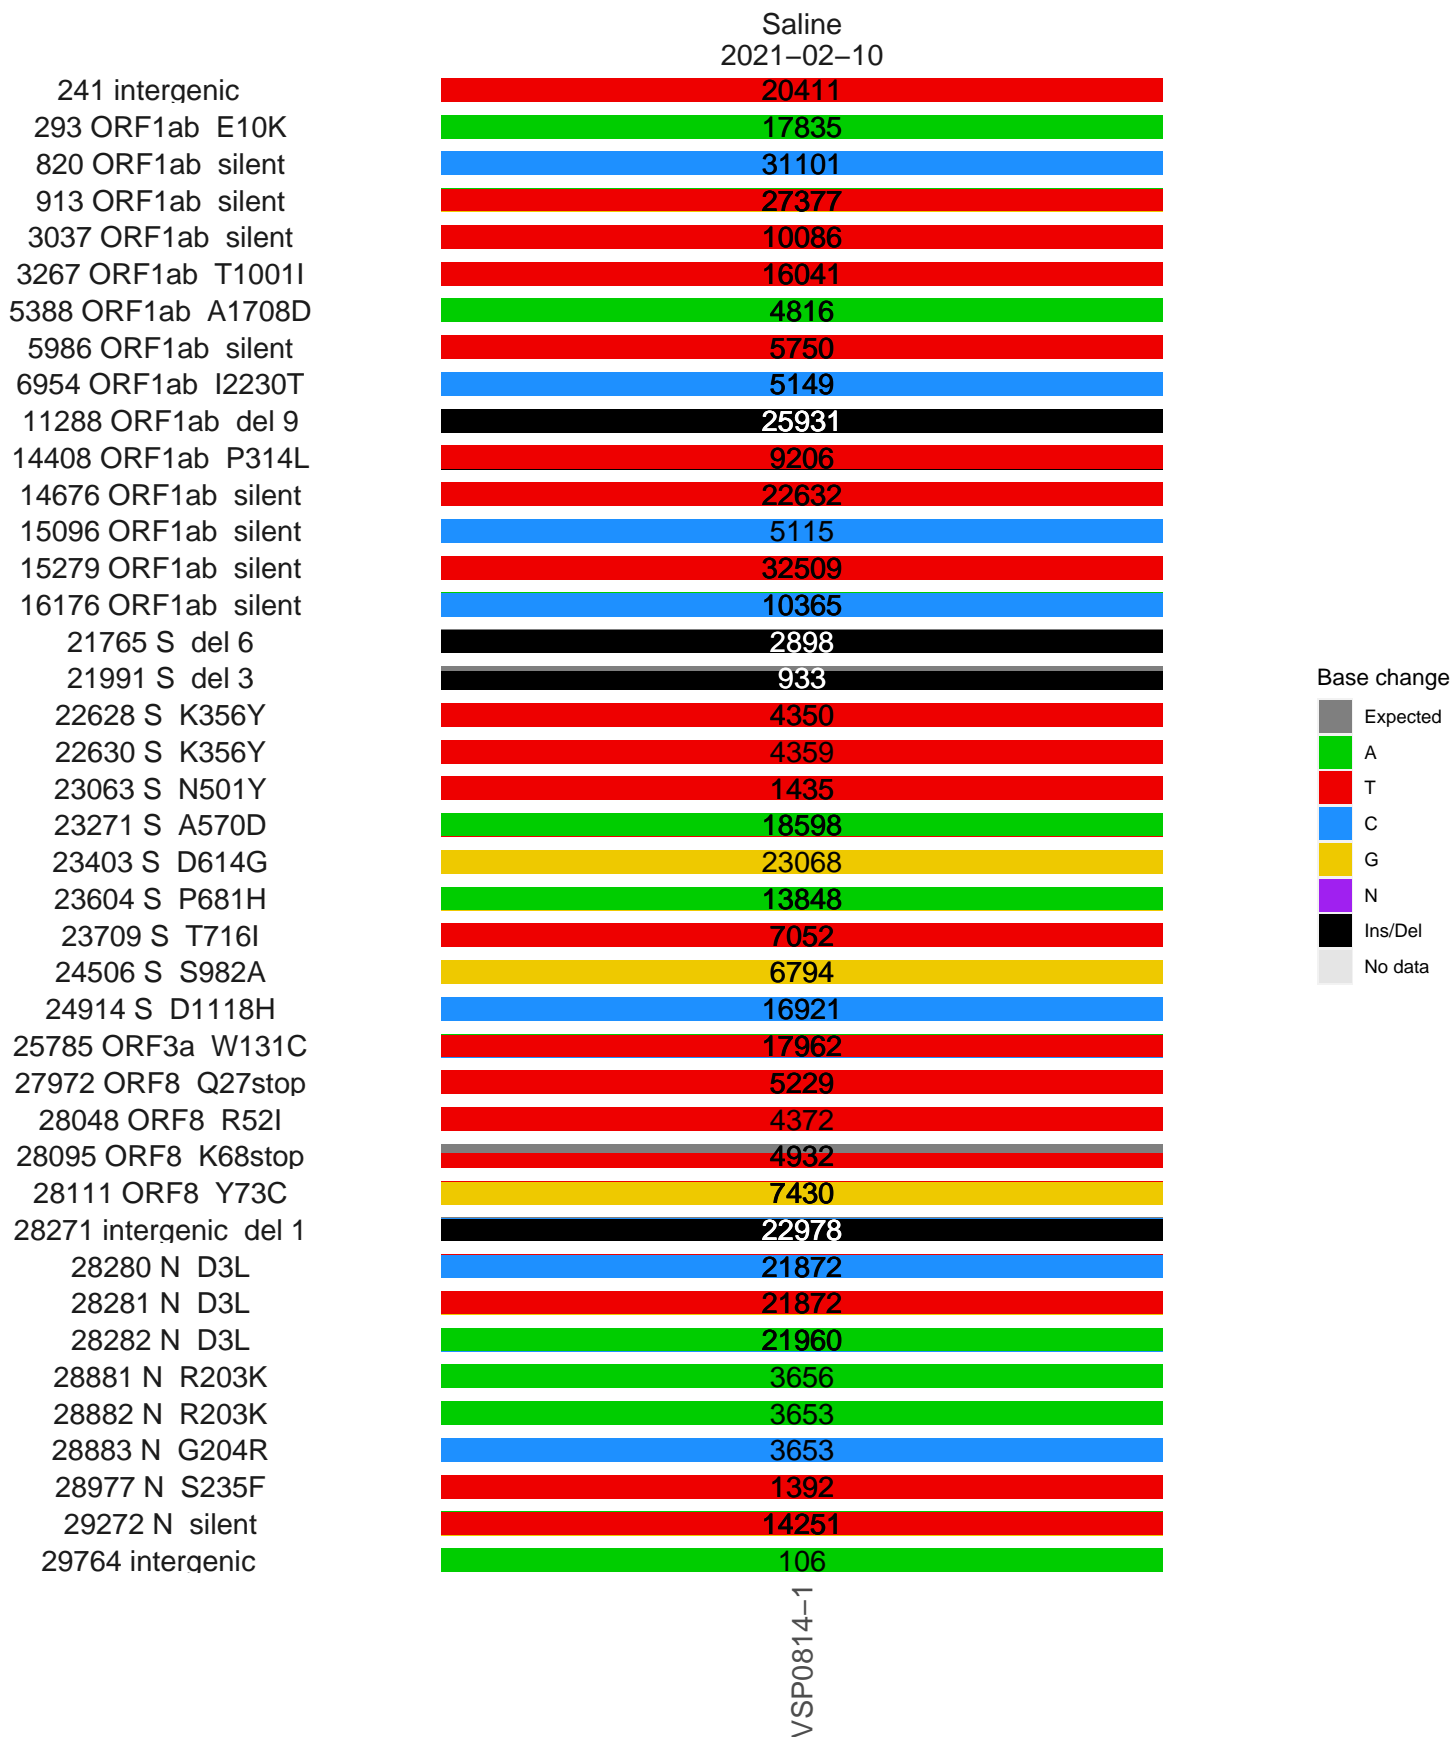 Saline
2021−02−10
241 intergenic 20411
293 ORF1ab E10K 17835
820 ORF1ab silent 31101
913 ORF1ab silent 27377
3037 ORF1ab silent 10086
3267 ORF1ab T1001I 16041
5388 ORF1ab A1708D 4816
5986 ORF1ab silent 5750
6954 ORF1ab I2230T 5149
11288 ORF1ab del 9 25931
14408 ORF1ab P314L 9206
14676 ORF1ab silent 22632
15096 ORF1ab silent 5115
15279 ORF1ab silent 32509
16176 ORF1ab silent 10365
21765 S del 6 2898
21991 S del 3 933
22628 S K356Y 4350
22630 S K356Y 4359
23063 S N501Y 1435
23271 S A570D 18598
23403 S D614G 23068
23604 S P681H 13848
23709 S T716I 7052
24506 S S982A 6794
24914 S D1118H 16921
25785 ORF3a W131C 17962
27972 ORF8 Q27stop 5229
28048 ORF8 R52I 4372
28095 ORF8 K68stop 4932
28111 ORF8 Y73C 7430
28271 intergenic del 1 22978
28280 N D3L 21872
28281 N D3L 21872
28282 N D3L 21960
28881 N R203K 3656
28882 N R203K 3653
28883 N G204R 3653
28977 N S235F 1392
29272 N silent 14251
29764 intergenic 106
VSP0814−1
Base change
Expected
A
T
C
G
N
Ins/Del
No data